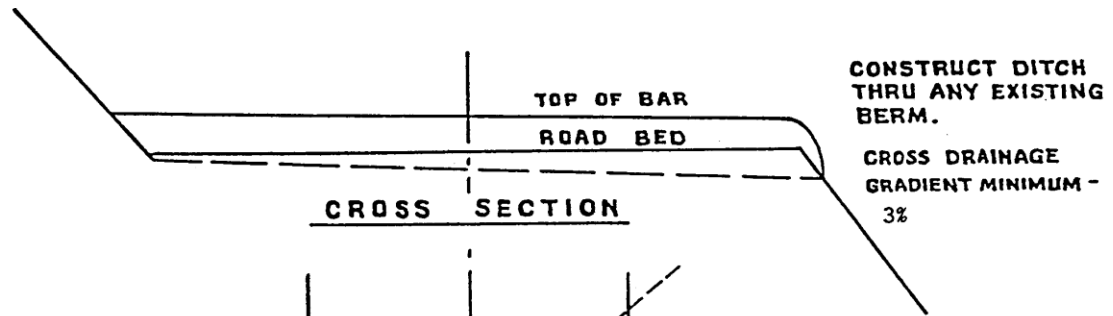 TOP OF BAR
ROAD BED
CROSS SECTION
CONSTRUCT DITCH
THRU ANY EXISTING
BERM.
CROSS DRAINAGE
GRADIENT MINIMUM -
3%